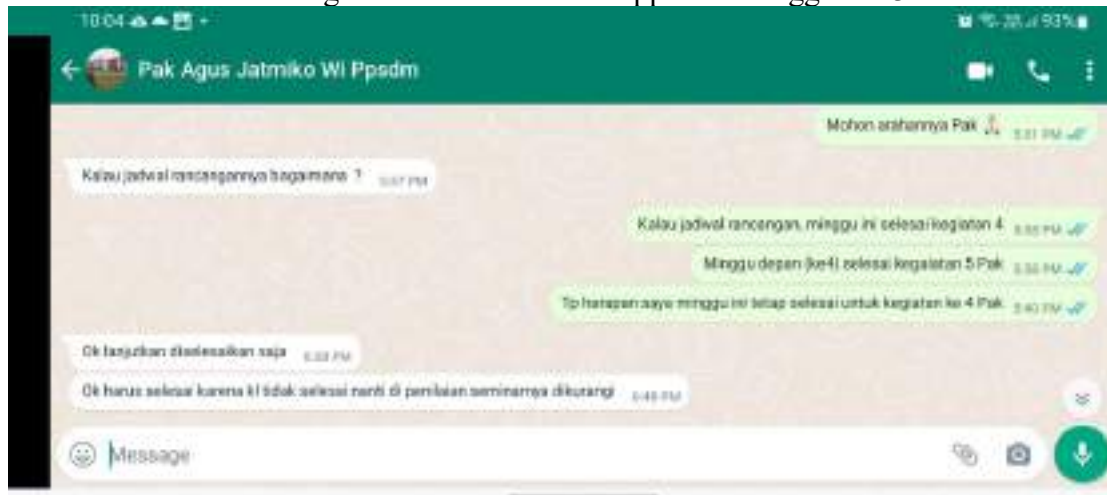 10:04
93%
Pak Agus Jatmiko WI Ppsdm
Mohon arahannya Pak
Kalau jadwal rancangannya bagaimana ?
Kalau jadwal rancangan, minggu ini selesai kegiatan 4
Minggu depan (ke4) selesai kegaiatan 5 Pak
Tp harapan saya minggu ini tetap selesai untuk kegiatan ke 4 Pak
Ok lanjutkan diselesaikan saja
Ok harus selesai karena kl tidak selesai nanti di penilaian seminarnya dikurangi
Message